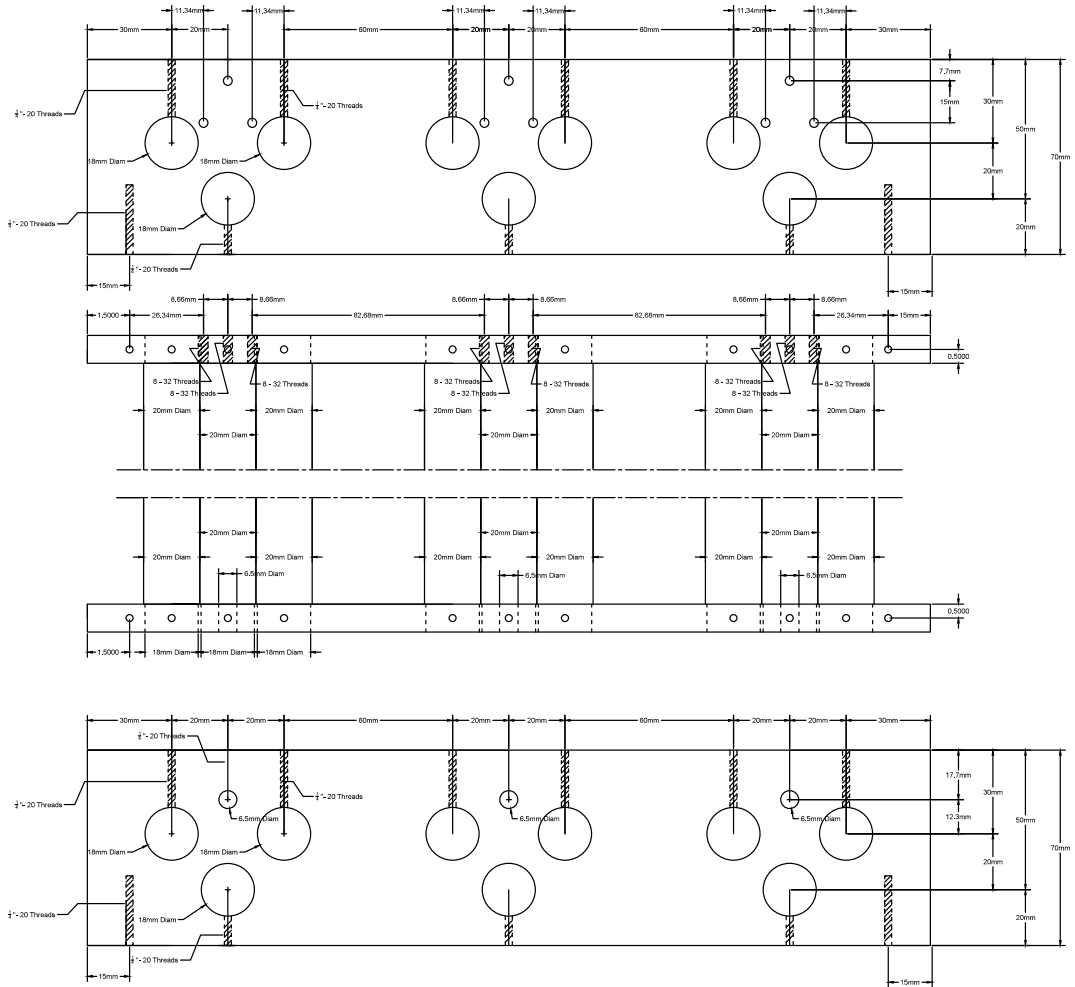 11,34mm 11,34mm 11,34mm 11,34mm 11,34mm 11,34mm
30mm 20mm 60mm 20mm 20mm 60mm 20mm 20mm 30mm
7.7mm
15mm
30mm
50mm
70mm
20mm
20mm
¼"- 20 Threads
¼"- 20 Threads
18mm Diam
18mm Diam
¼"- 20 Threads
18mm Diam
¼"- 20 Threads
15mm 15mm
8.66mm 8.66mm 8.66mm 8.66mm 8.66mm 8.66mm
1.5000 26,34mm 82,68mm 82,68mm 26,34mm 15mm
0.5000
8 - 32 Threads 8 - 32 Threads 8 - 32 Threads 8 - 32 Threads 8 - 32 Threads 8 - 32 Threads
8 - 32 Threads 8 - 32 Threads 8 - 32 Threads
20mm Diam 20mm Diam 20mm Diam 20mm Diam 20mm Diam 20mm Diam
20mm Diam 20mm Diam 20mm Diam
20mm Diam 20mm Diam 20mm Diam
20mm Diam 20mm Diam 20mm Diam 20mm Diam 20mm Diam 20mm Diam
6.5mm Diam 6.5mm Diam 6.5mm Diam
0.5000
1.5000 18mm Diam 18mm Diam 18mm Diam
30mm 20mm 20mm 60mm 20mm 20mm 60mm 20mm 20mm 30mm
¼"- 20 Threads
17.7mm
30mm
12.3mm
50mm
70mm
20mm
20mm
¼"- 20 Threads
¼"- 20 Threads
6.5mm Diam 6.5mm Diam 6.5mm Diam
18mm Diam
18mm Diam
¼"- 20 Threads
18mm Diam
¼"- 20 Threads
15mm 15mm